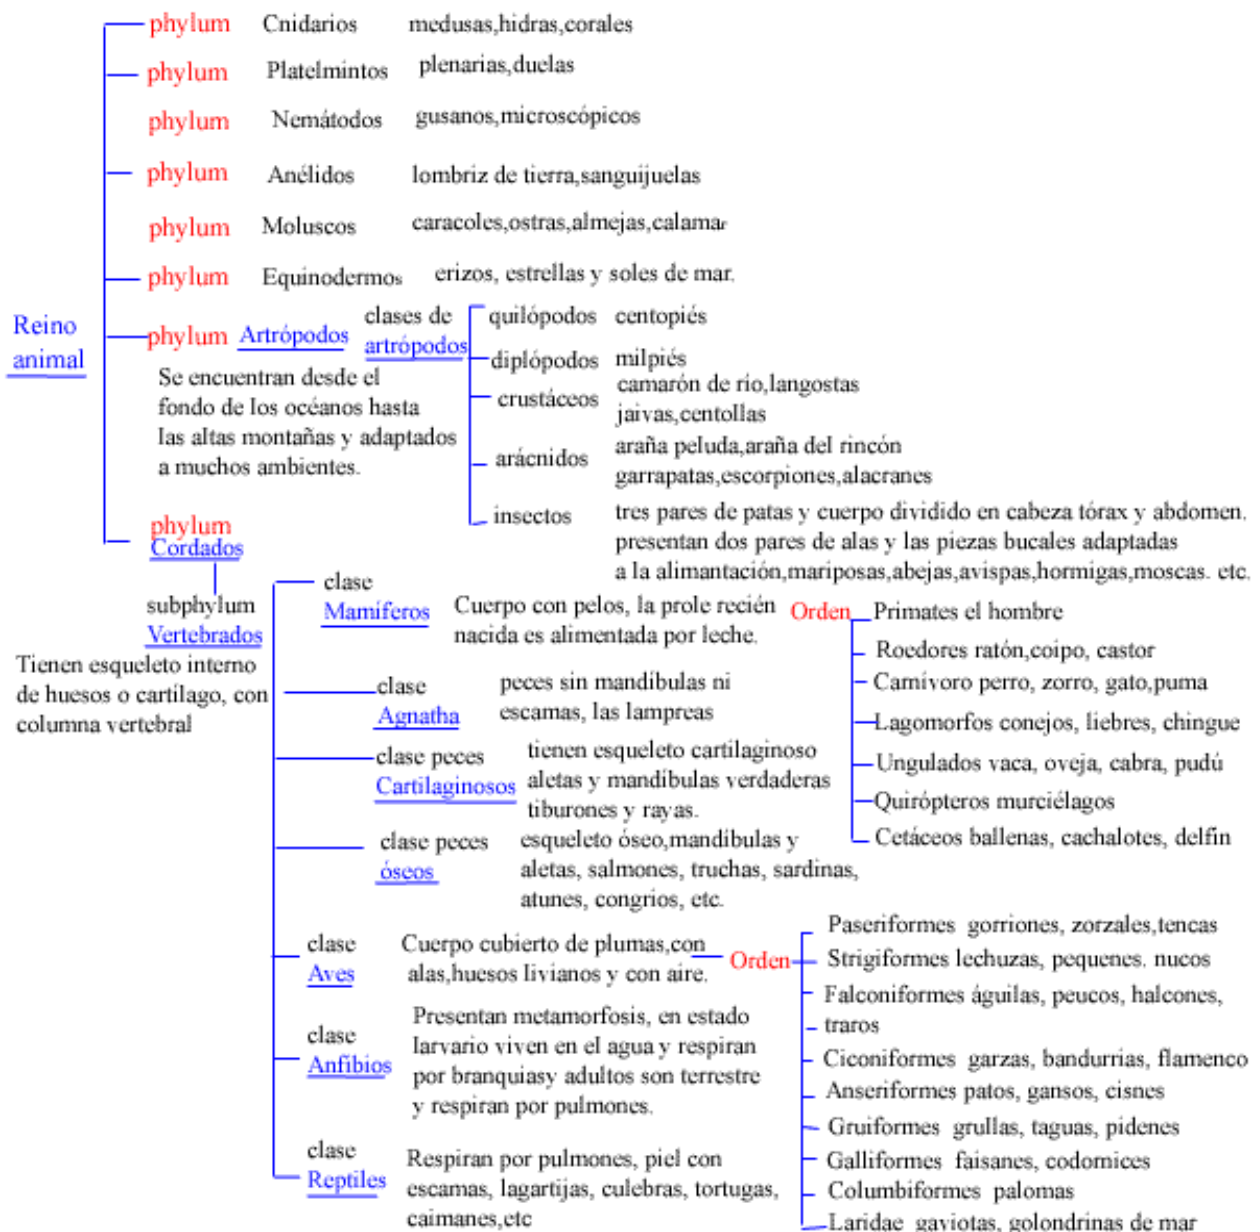 phylum Cnidarios medusas,hidras,corales
phylum Platelmintos plenarias,duelas
phylum Nemátodos gusanos,microscópicos
phylum Anélidos lombriz de tierra,sanguijuelas
phylum Moluscos caracoles,ostras,almejas,calamar
phylum Equinodermos erizos, estrellas y soles de mar.
Reino
animal
phylum Artrópodos
clases de
artrópodos
Se encuentran desde el
fondo de los océanos hasta
las altas montañas y adaptados
a muchos ambientes.
quilópodos centopiés
diplópodos milpiés
crustáceos camarón de río,langostas
jaivas,centollas
arácnidos araña peluda,araña del rincón
garrapatas,escorpiones,alacranes
insectos tres pares de patas y cuerpo dividido en cabeza tórax y abdomen.
presentan dos pares de alas y las piezas bucales adaptadas
a la alimantación,mariposas,abejas,avispas,hormigas,moscas. etc.
phylum
Cordados
subphylum
Vertebrados
Tienen esqueleto interno
de huesos o cartílago, con
columna vertebral
clase
Mamíferos
Cuerpo con pelos, la prole recién
nacida es alimentada por leche.
Orden
Primates el hombre
Roedores ratón,coipo, castor
Carnívoro perro, zorro, gato,puma
Lagomorfos conejos, liebres, chingue
Ungulados vaca, oveja, cabra, pudú
Quirópteros murciélagos
Cetáceos ballenas, cachalotes, delfin
clase
Agnatha
peces sin mandíbulas ni
escamas, las lampreas
clase peces
Cartilaginosos
tienen esqueleto cartilaginoso
aletas y mandíbulas verdaderas
tiburones y rayas.
clase peces
óseos
esqueleto óseo,mandíbulas y
aletas, salmones, truchas, sardinas,
atunes, congrios, etc.
clase
Aves
Cuerpo cubierto de plumas,con
alas,huesos livianos y con aire.
Orden
Paseriformes gorriones, zorzales,tencas
Strigiformes lechuzas, pequenes. nucos
Falconiformes águilas, peucos, halcones,
traros
Ciconiformes garzas, bandurrias, flamenco
Anseriformes patos, gansos, cisnes
Gruiformes grullas, taguas, pidenes
Galliformes faisanes, codornices
Columbiformes palomas
Laridae gaviotas, golondrinas de mar
clase
Anfíbios
Presentan metamorfosis, en estado
larvario viven en el agua y respiran
por branquiasy adultos son terrestre
y respiran por pulmones.
clase
Reptiles
Respiran por pulmones, piel con
escamas, lagartijas, culebras, tortugas,
caimanes,etc